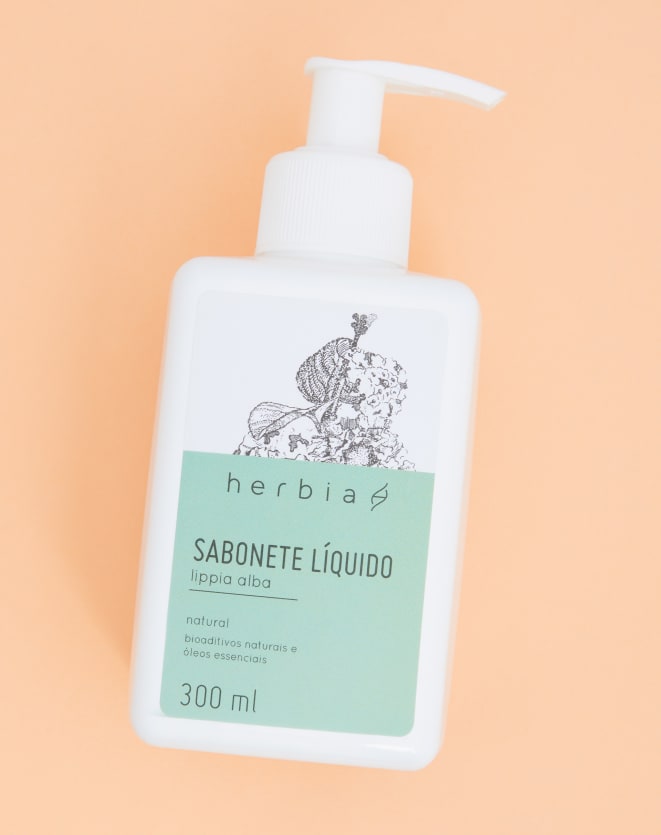 herbia
SABONETE LÍQUIDO
lippia alba
natural
bioaditivos naturais e
óleos essenciais
300 ml